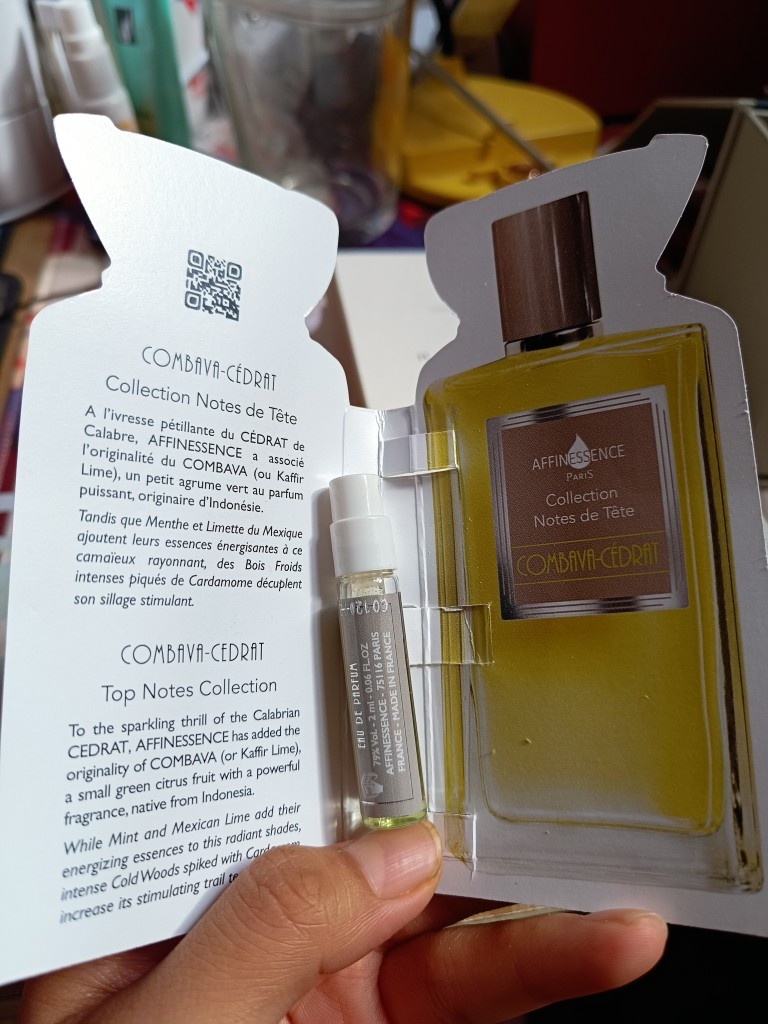 COMBAVA-CÉDRAT
Collection Notes de Tête
A l'ivresse pétillante du CÉDRAT de
Calabre, AFFINESSENCE a associé
l'originalité du COMBAVA (ou Kaffir
Lime), un petit agrume vert au parfum
puissant, originaire d'Indonésie.
Tandis que Menthe et Limette du Mexique
ajoutent leurs essences énergisantes à ce
camaïeux rayonnant, des Bois Froids
intenses piqués de Cardamome décuplent
son sillage stimulant.
COMBAVA-CEDRAT
Top Notes Collection
To the sparkling thrill of the Calabrian
CEDRAT, AFFINESSENCE has added the
originality of COMBAVA (or Kaffir Lime),
a small green citrus fruit with a powerful
fragrance, native from Indonesia.
While Mint and Mexican Lime add their
energizing essences to this radiant shades,
intense Cold Woods spiked with
increase its stimulating trail
EAU DE PARFUM
79% Vol. - 2 ml - 0.06 FL.OZ
AFFINESSENCE - 75116 PARIS
FRANCE - MADE IN FRANCE
AFFINESSENCE
PARIS
Collection
Notes de Tête
COMBAVA-CÉDRAT